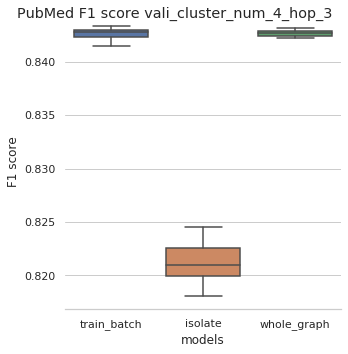 PubMed F1 score vali_cluster_num_4_hop_3
0.840
0.835
0.830
0.825
0.820
F1 score
train_batch isolate whole_graph
models